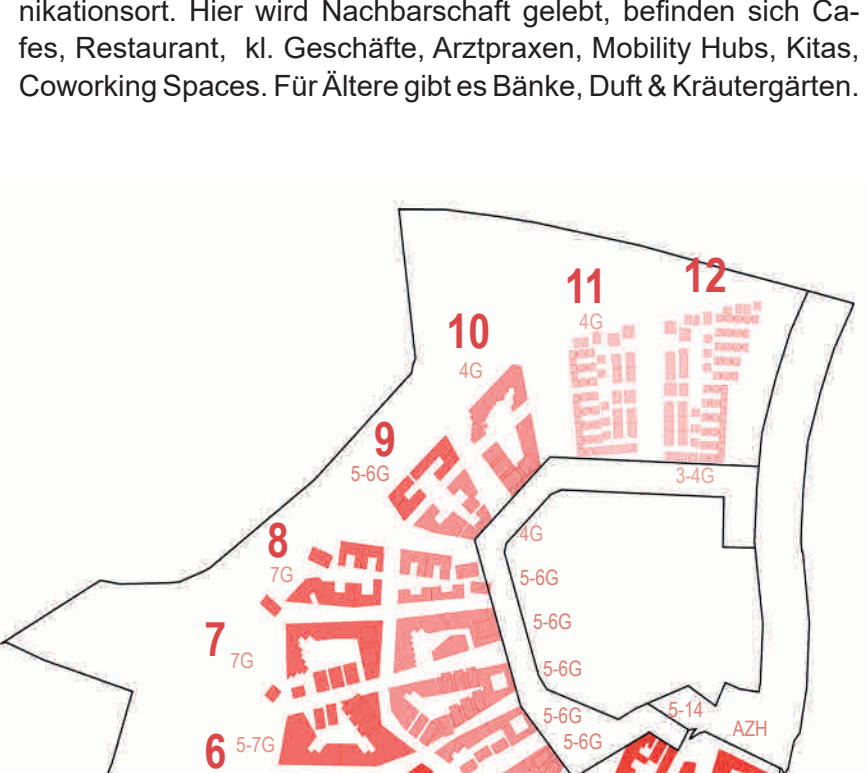 nikationsort. Hier wird Nachbarschaft gelebt, befinden sich Ca-
fes, Restaurant, kl. Geschäfte, Arztpraxen, Mobility Hubs, Kitas,
Coworking Spaces. Für Ältere gibt es Bänke, Duft & Kräutergärten.
12
11
4G
10
4G
9
5-6G
3-4G
8
7G
4G
5-6G
5-6G
7
7G
5-6G
5-6G
5-14
AZH
6
5-7G
5-6G